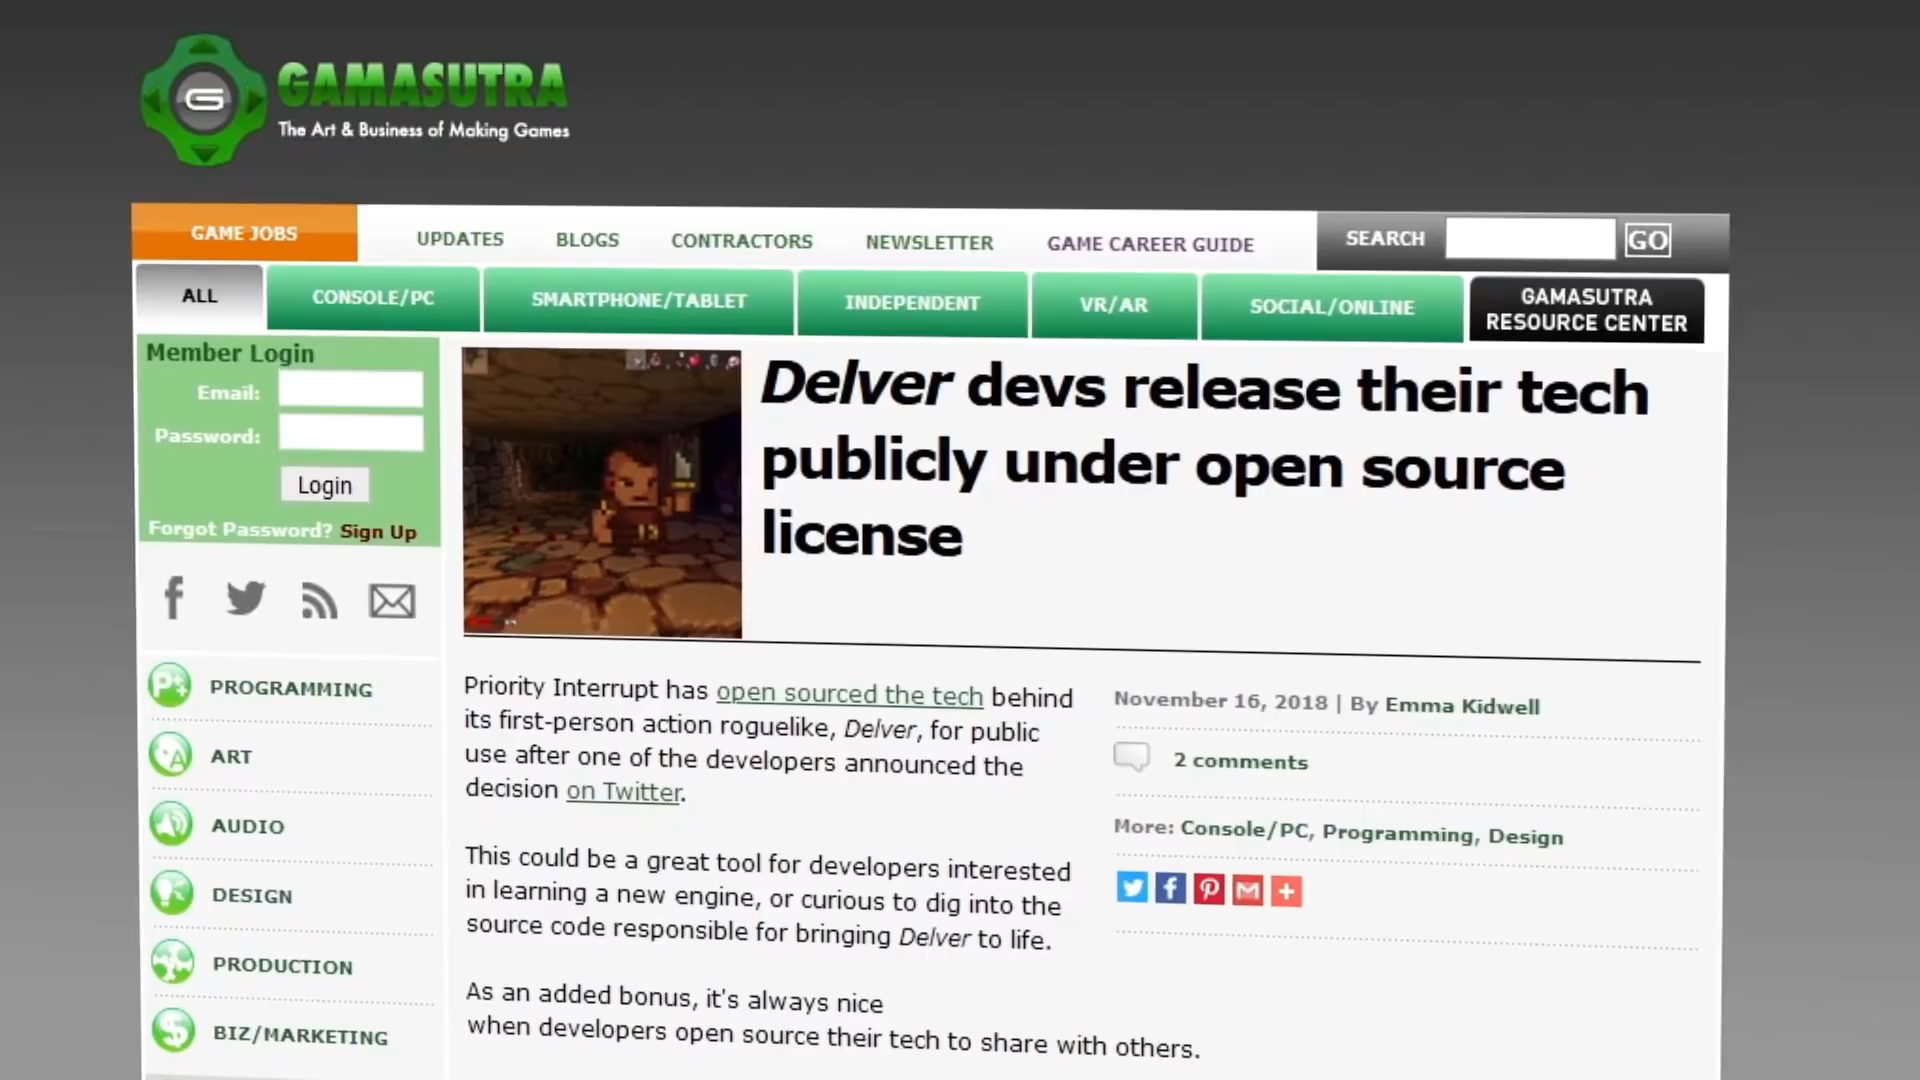 G
GAMASUTRA
The Art & Business of Making Games
GAME JOBS
UPDATES
BLOGS
CONTRACTORS
NEWSLETTER
GAME CAREER GUIDE
SEARCH
GO
ALL
CONSOLE/PC
SMARTPHONE/TABLET
INDEPENDENT
VR/AR
SOCIAL/ONLINE
GAMASUTRA
RESOURCE CENTER
Member Login
Email:
Password:
Login
Forgot Password? Sign Up
PROGRAMMING
ART
AUDIO
DESIGN
PRODUCTION
BIZ/MARKETING
Delver devs release their tech
publicly under open source
license
Priority Interrupt has open sourced the tech behind
its first-person action roguelike, Delver, for public
use after one of the developers announced the
decision on Twitter.
This could be a great tool for developers interested
in learning a new engine, or curious to dig into the
source code responsible for bringing Delver to life.
As an added bonus, it's always nice
when developers open source their tech to share with others.
November 16, 2018 | By Emma Kidwell
2 comments
More: Console/PC, Programming, Design